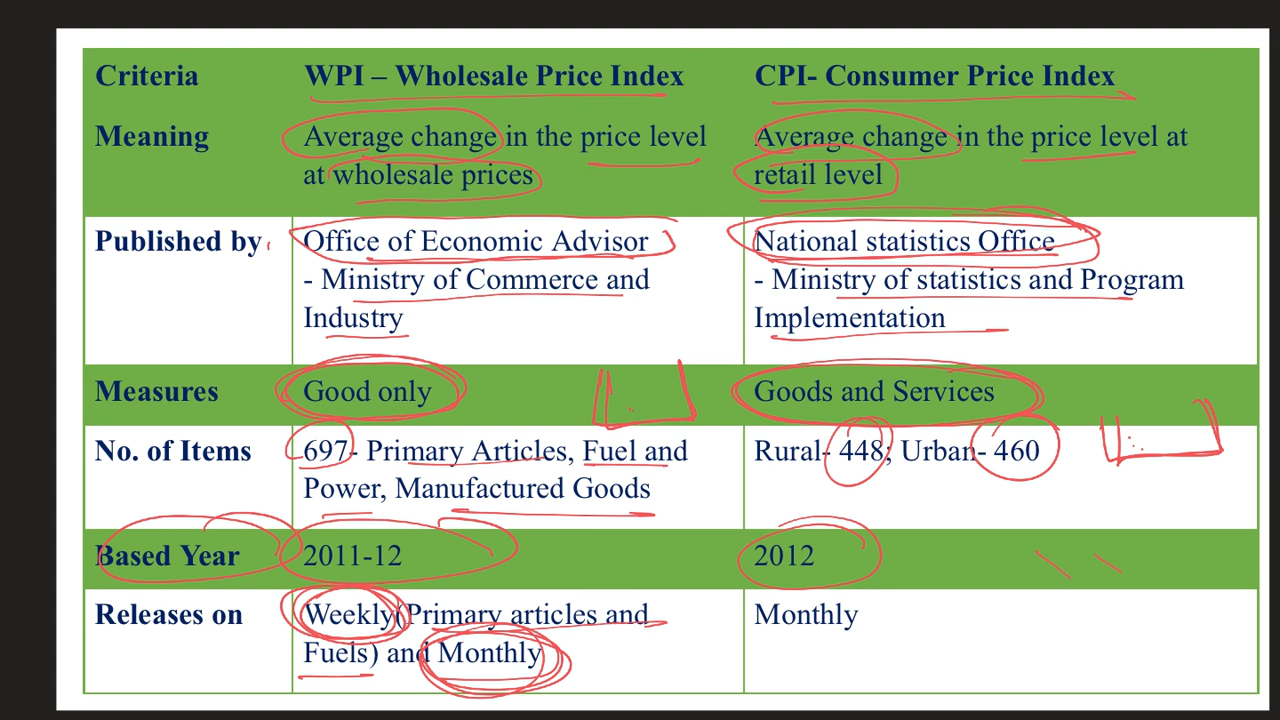 Criteria WPI – Wholesale Price Index CPI- Consumer Price Index
Meaning Average change in the price level Average change in the price level at
at wholesale prices retail level
Published by Office of Economic Advisor National statistics Office
- Ministry of Commerce and - Ministry of statistics and Program
Industry Implementation
Measures Good only Goods and Services
No. of Items 697- Primary Articles, Fuel and Rural- 448; Urban- 460
Power, Manufactured Goods
Based Year 2011-12 2012
Releases on Weekly(Primary articles and Monthly
Fuels) and Monthly